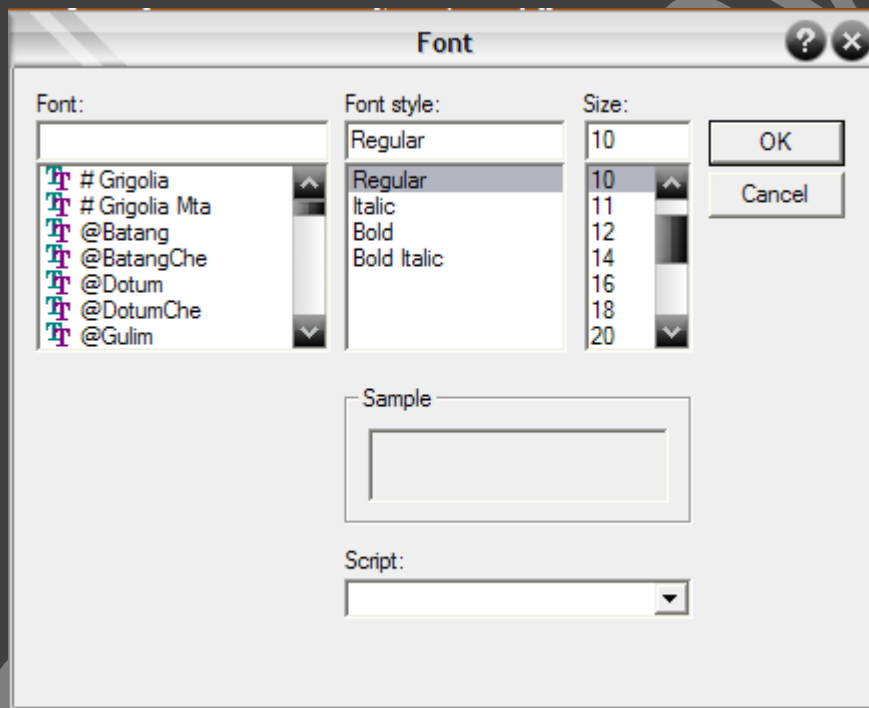 Font
Font:
Font style:
Size:
Regular
10
OK
Cancel
# Grigolia
# Grigolia Mta
@Batang
@BatangChe
@Dotum
@DotumChe
@Gulim
Regular
Italic
Bold
Bold Italic
10
11
12
14
16
18
20
Sample
Script: